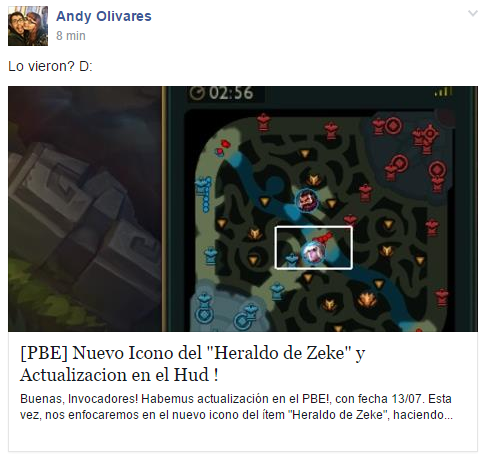 Andy Olivares
8 min
Lo vieron? D:
02:56
[PBE] Nuevo Icono del "Heraldo de Zeke" y
Actualizacion en el Hud !
Buenas, Invocadores! Habemus actualización en el PBE!, con fecha 13/07. Esta
vez, nos enfocaremos en el nuevo icono del ítem "Heraldo de Zeke", haciendo...